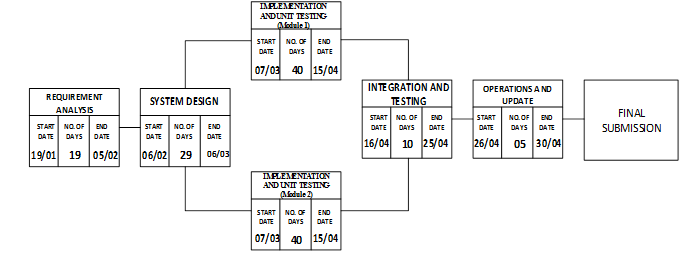 IMPLEMENTATION
AND UNIT TESTING
(Module 1)
START DATE NO. OF DAYS END DATE
07/03 40 15/04
REQUIREMENT
ANALYSIS
START DATE NO. OF DAYS END DATE
19/01 19 05/02
SYSTEM DESIGN
START DATE NO. OF DAYS END DATE
06/02 29 06/03
INTEGRATION AND
TESTING
START DATE NO. OF DAYS END DATE
16/04 10 25/04
OPERATIONS AND
UPDATE
START DATE NO. OF DAYS END DATE
26/04 05 30/04
FINAL
SUBMISSION
IMPLEMENTATION
AND UNIT TESTING
(Module 2)
START DATE NO. OF DAYS END DATE
07/03 40 15/04